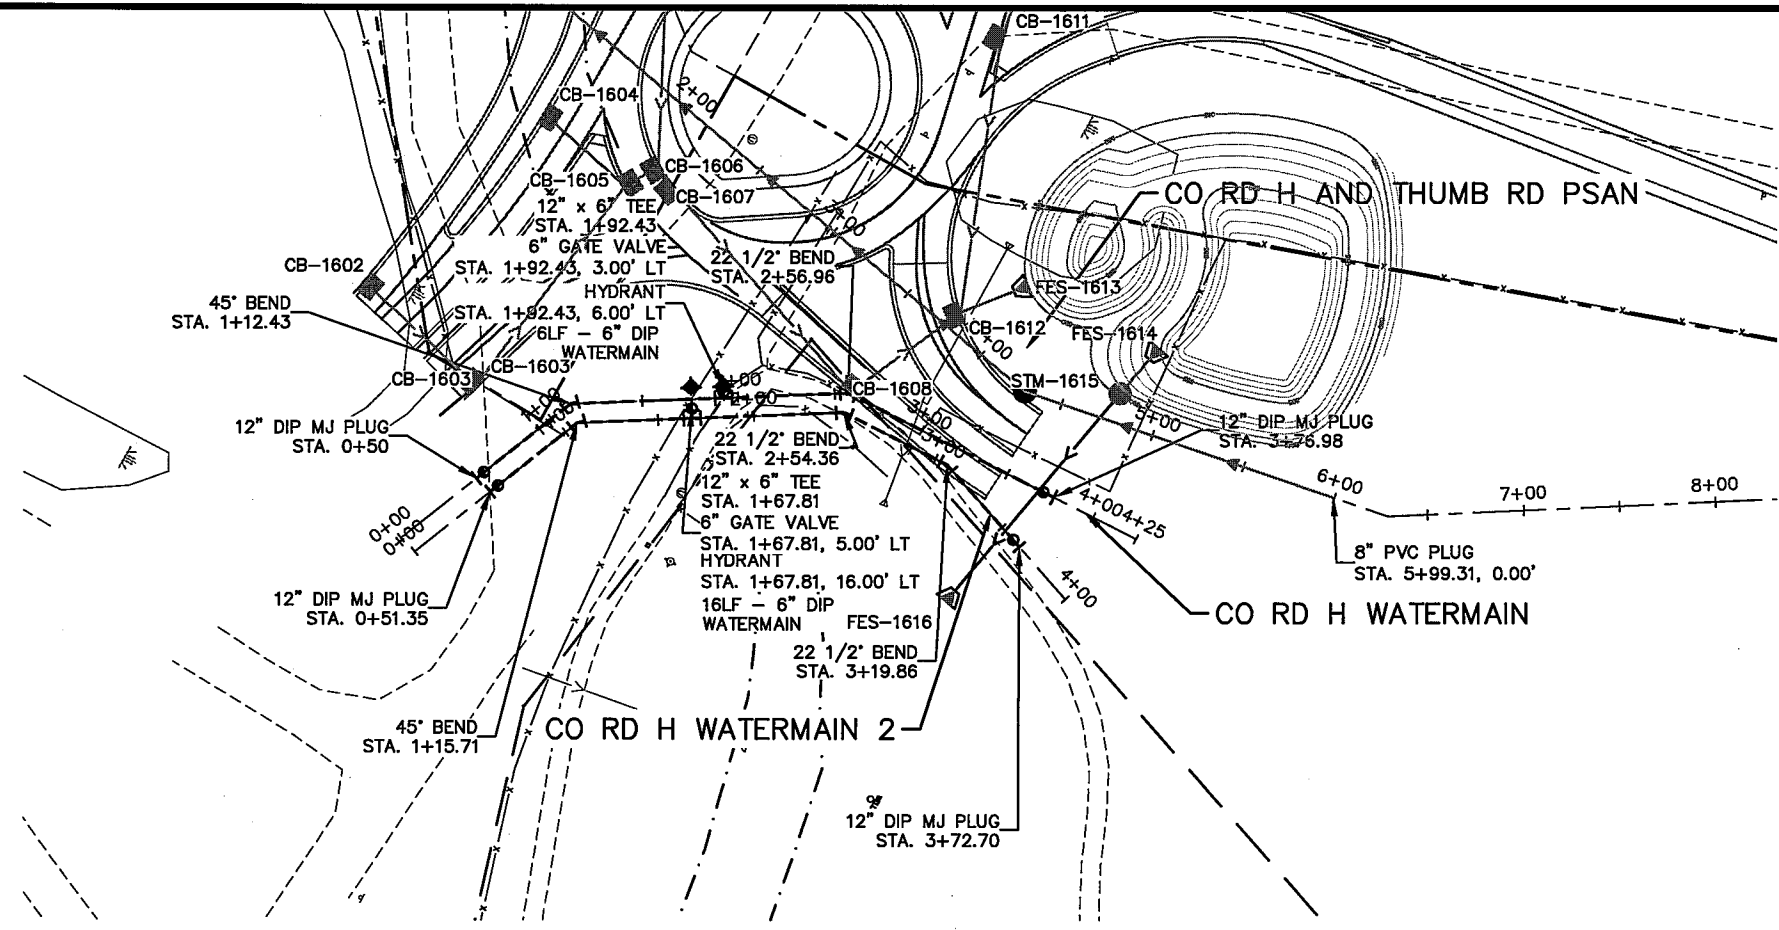 CB-1611
2+00
CB-1604
CB-1606
CB-1605
CB-1607
CO RD H AND THUMB RD PSAN
12" x 6" TEE
STA. 1+92.43
6" GATE VALVE
STA. 1+92.43, 3.00' LT
HYDRANT
STA. 1+92.43, 6.00' LT
6LF - 6" DIP
WATERMAIN
22 1/2° BEND
STA. 2+56.96
CB-1602
45° BEND
STA. 1+12.43
FES-1613
CB-1612
FES-1614
CB-1603
CB-1603
CB-1608
STM-1615
2+00
3+00
3+00
5+00
12" DIP MJ PLUG
STA. 3+76.98
12" DIP MJ PLUG
STA. 0+50
22 1/2° BEND
STA. 2+54.36
12" x 6" TEE
STA. 1+67.81
6" GATE VALVE
STA. 1+67.81, 5.00' LT
HYDRANT
STA. 1+67.81, 16.00' LT
16LF - 6" DIP
WATERMAIN
6+00
7+00
8+00
4+00
4+25
0+00
0+00
8" PVC PLUG
STA. 5+99.31, 0.00'
4+00
12" DIP MJ PLUG
STA. 0+51.35
FES-1616
CO RD H WATERMAIN
22 1/2° BEND
STA. 3+19.86
45° BEND
STA. 1+15.71
CO RD H WATERMAIN 2
12" DIP MJ PLUG
STA. 3+72.70